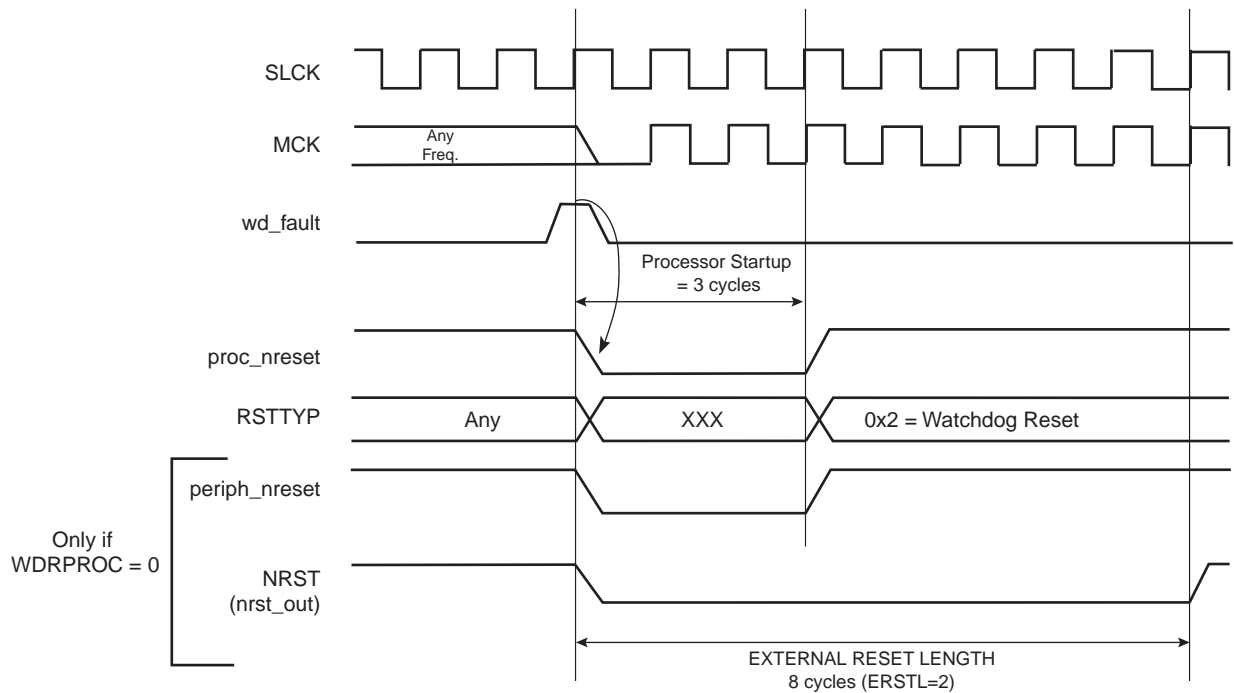 SLCK
MCK
Any
Freq.
wd_fault
Processor Startup
= 3 cycles
proc_nreset
RSTTYP
Any
XXX
0x2 = Watchdog Reset
periph_nreset
Only if
WDRPROC = 0
NRST
(nrst_out)
EXTERNAL RESET LENGTH
8 cycles (ERSTL=2)